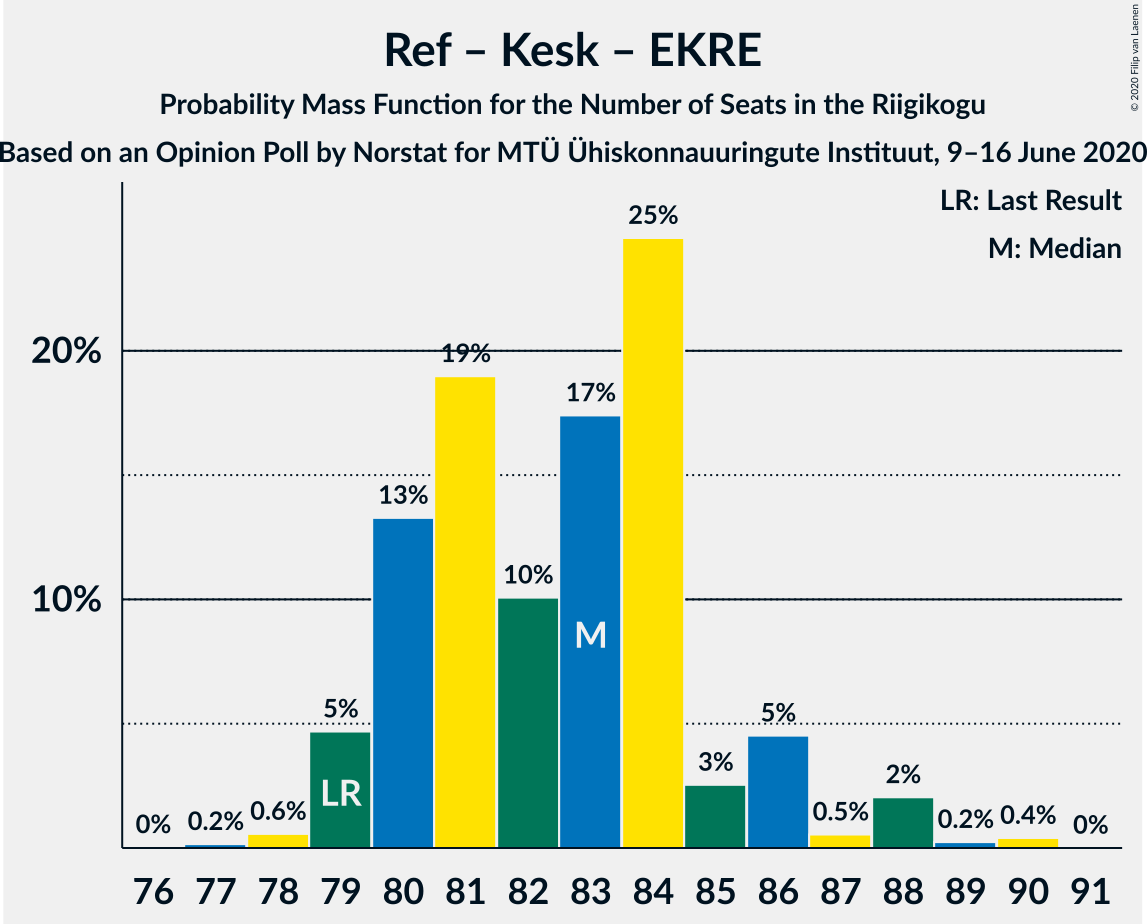 Ref – Kesk – EKRE
Probability Mass Function for the Number of Seats in the Riigikogu
Based on an Opinion Poll by Norstat for MTÜ Ühiskonnauuringute Instituut, 9–16 June 2020
© 2020 Filip van Laenen
LR: Last Result
M: Median
25%
20%
19%
17%
13%
10%
10%
M
5%
5%
LR
3%
2%
0%
0.2%
0.6%
0.5%
0.2%
0.4%
0%
76 77 78 79 80 81 82 83 84 85 86 87 88 89 90 91